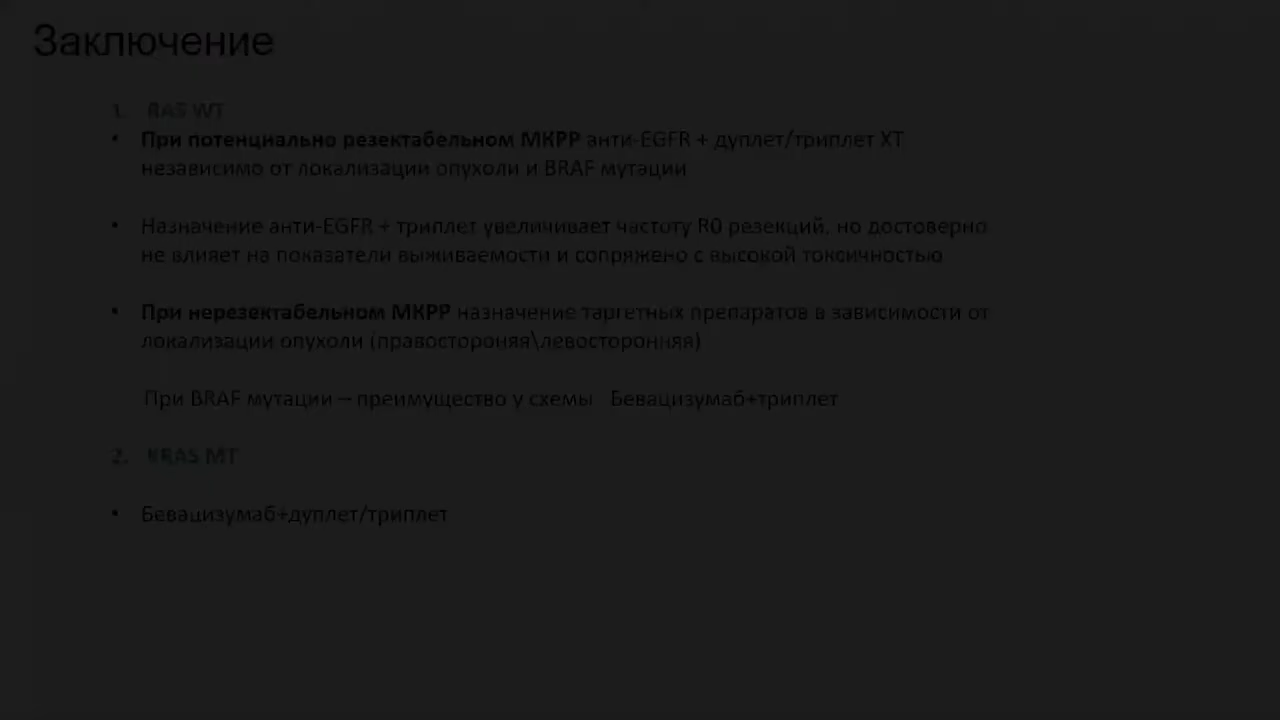 Заключение
1. RAS WT
• При потенциально резектабельном МКРР анти-EGFR + дуплет/триплет ХТ
независимо от локализации опухоли и BRAF мутации
• Назначение анти-EGFR + триплет увеличивает частоту R0 резекций, но достоверно
не влияет на показатели выживаемости и сопряжено с высокой токсичностью
• При нерезектабельном МКРР назначение таргетных препаратов в зависимости от
локализации опухоли (правостороняя\левосторонняя)
При BRAF мутации – преимущество у схемы Бевацизумаб+триплет
2. KRAS MT
• Бевацизумаб+дуплет/триплет